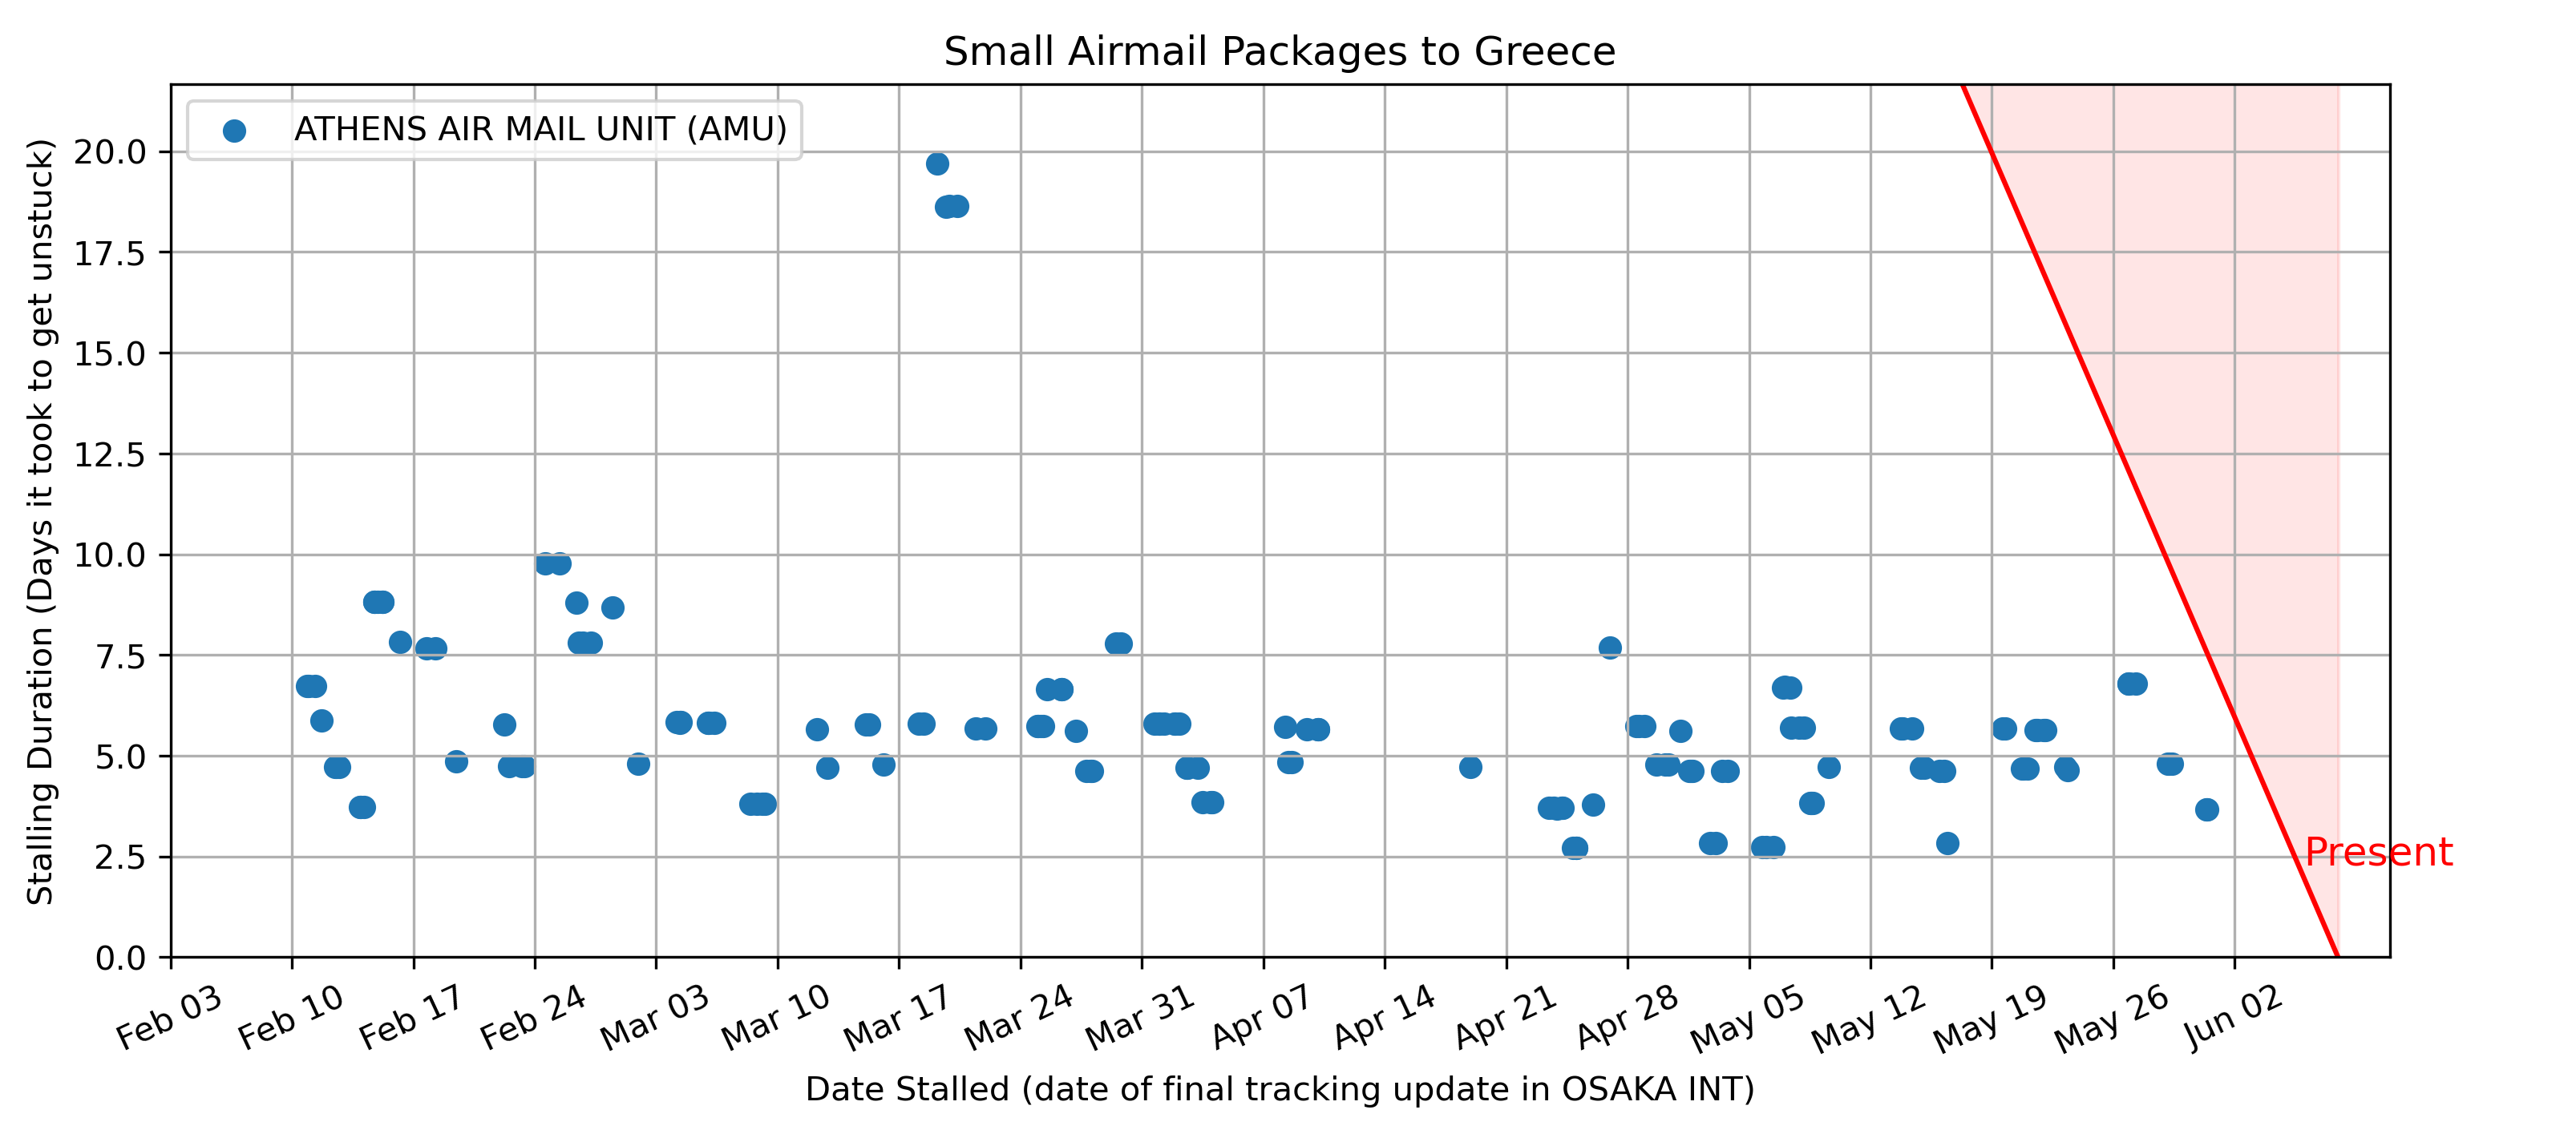 Small Airmail Packages to Greece
ATHENS AIR MAIL UNIT (AMU)
Stalling Duration (Days it took to get unstuck)
20.0
17.5
15.0
12.5
10.0
7.5
5.0
2.5
0.0
Present
Feb 03 Feb 10 Feb 17 Feb 24 Mar 03 Mar 10 Mar 17 Mar 24 Mar 31 Apr 07 Apr 14 Apr 21 Apr 28 May 05 May 12 May 19 May 26 Jun 02
Date Stalled (date of final tracking update in OSAKA INT)